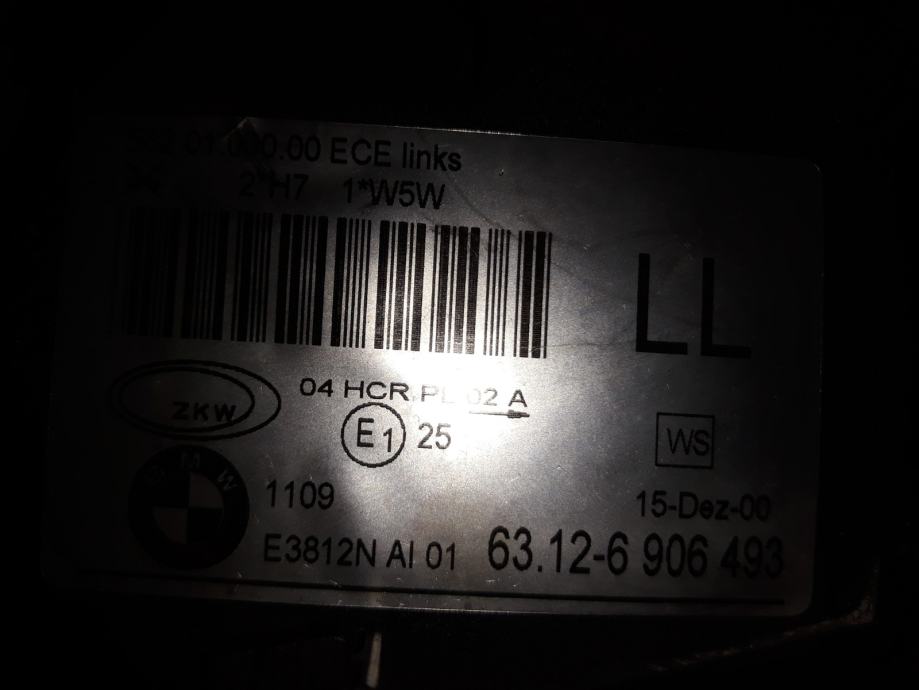 01.000.00 ECE links
2*H7 1*W5W
LL
04 HCR PL 02 A
ZKW
E1 25
WS
BMW
1109
15-Dez-00
E3812N AI 01 63.12-6 906 493